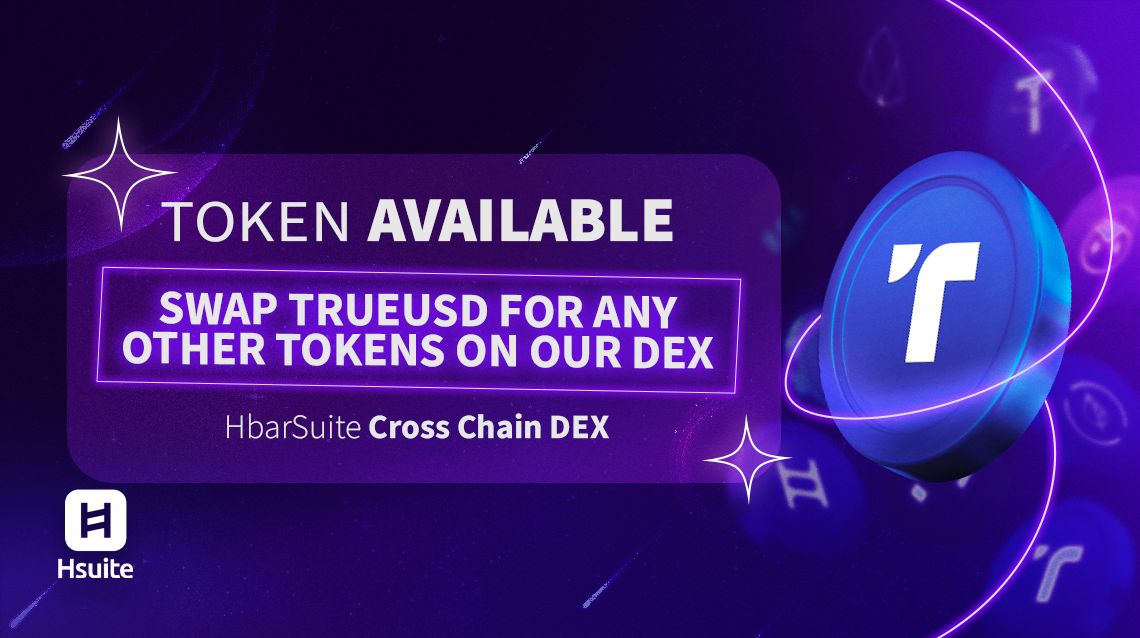 TOKEN AVAILABLE
SWAP TRUEUSD FOR ANY
OTHER TOKENS ON OUR DEX
HbarSuite Cross Chain DEX
Hsuite